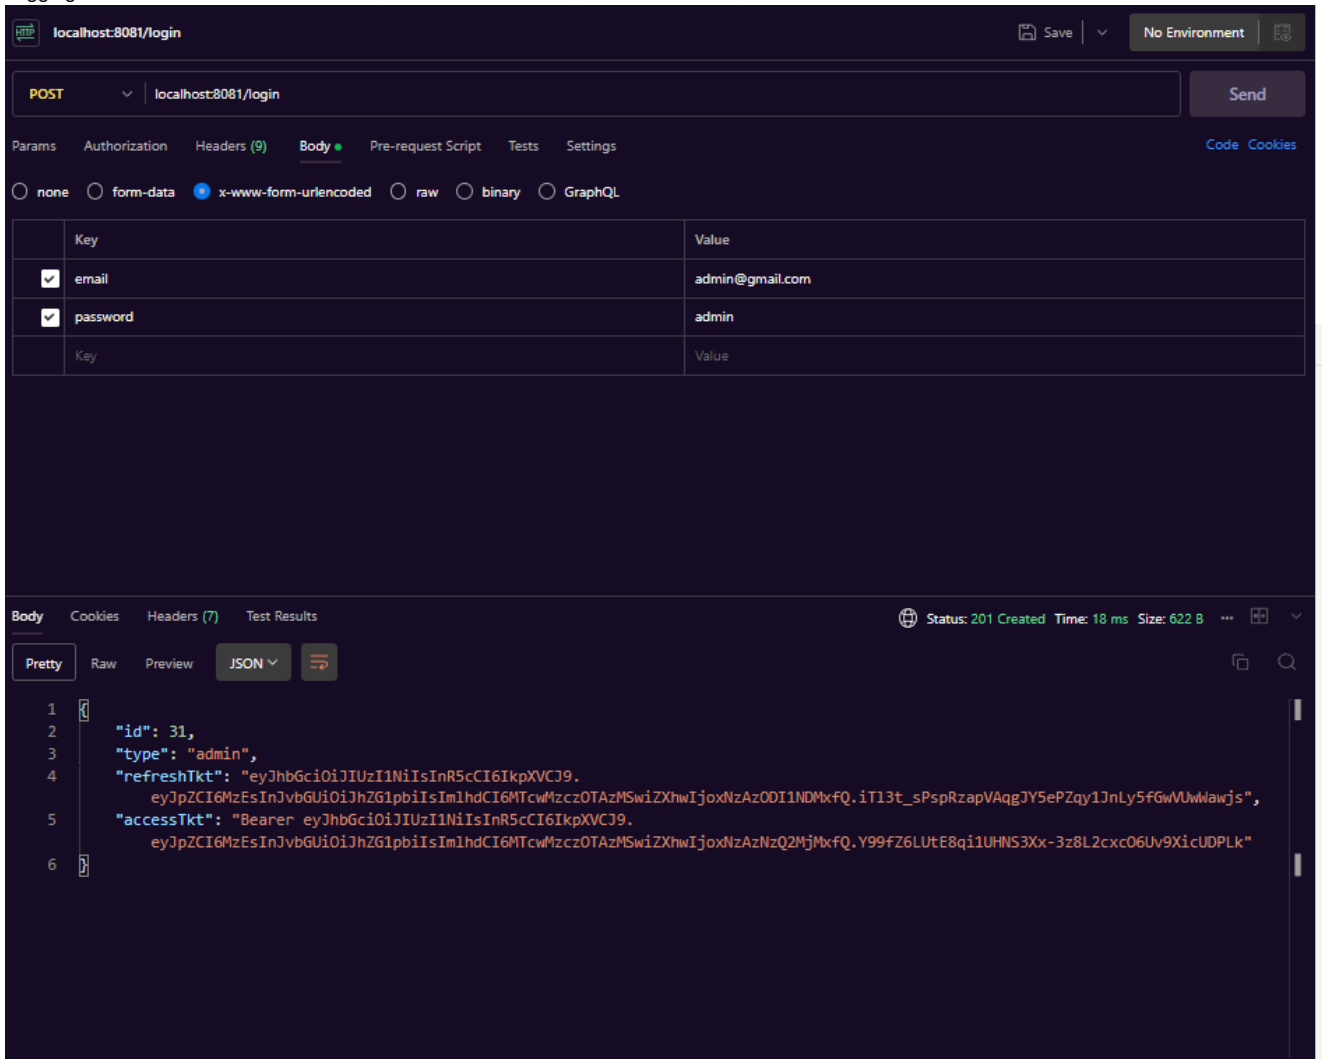 HTTP localhost:8081/login Save No Environment
POST localhost:8081/login Send
Params Authorization Headers (9) Body Pre-request Script Tests Settings Code Cookies
none form-data x-www-form-urlencoded raw binary GraphQL
Key Value
email admin@gmail.com
password admin
Key Value
Body Cookies Headers (7) Test Results Status: 201 Created Time: 18 ms Size: 622 B
Pretty Raw Preview JSON
1 {
2 "id": 31,
3 "type": "admin",
4 "refreshTkt": "eyJhbGciOiJIUzI1NiIsInR5cCI6IkpXVCJ9.
eyJpZCI6MzEsInJvbGUiOiJhZG1pbiIsImlhdCI6MTcwMzczOTAzMSwiZXhwIjoxNzAzODI1NDMxfQ.iTl3t_sPspRzapVAqgJY5ePZqy1JnLy5fGwVUwWawjs",
5 "accessTkt": "Bearer eyJhbGciOiJIUzI1NiIsInR5cCI6IkpXVCJ9.
eyJpZCI6MzEsInJvbGUiOiJhZG1pbiIsImlhdCI6MTcwMzczOTAzMSwiZXhwIjoxNzAzNzQ2MjMxfQ.Y99fZ6LUtE8qi1UHNS3Xx-3z8L2cxcO6Uv9XicUDPLk"
6 }